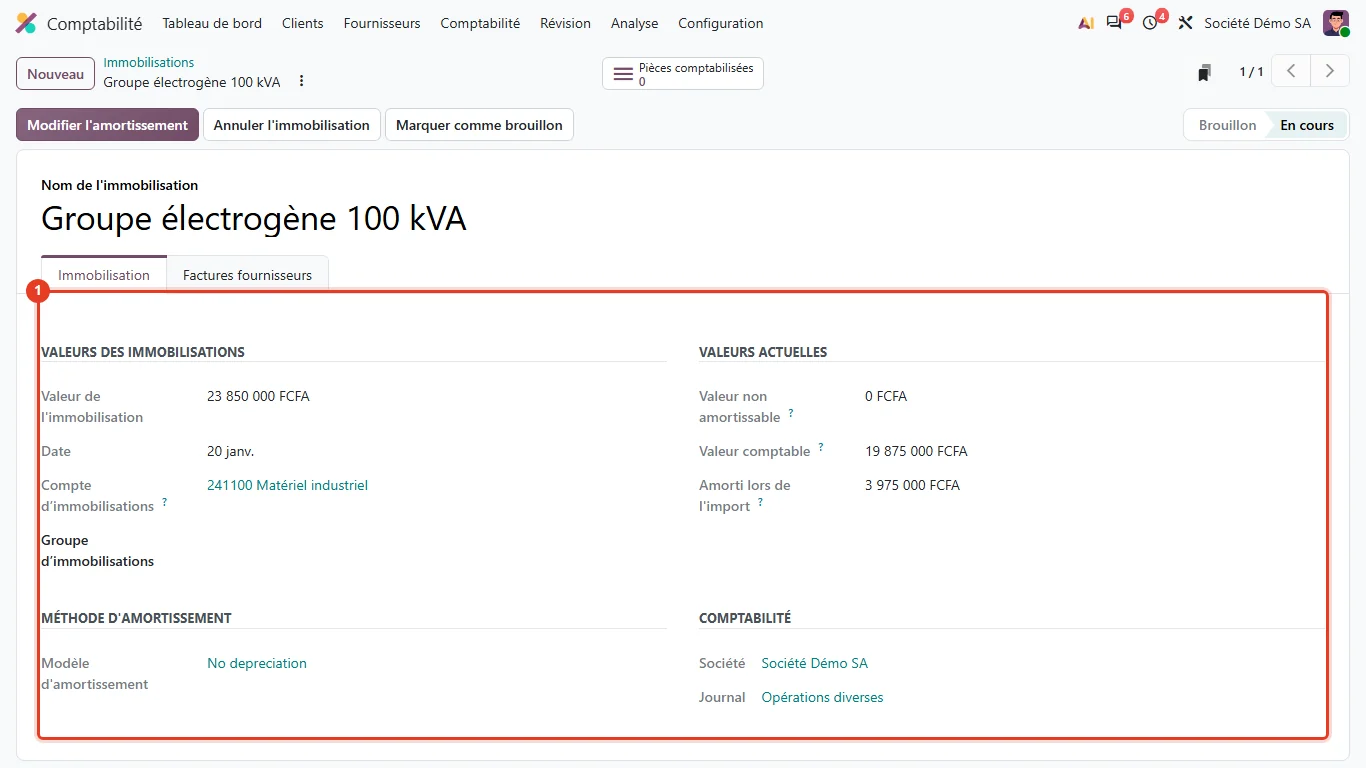 Comptabilité Tableau de bord Clients Fournisseurs Comptabilité Révision Analyse Configuration AI 6 4 Société Démo SA
Nouveau
Immobilisations
Groupe électrogène 100 kVA
Pièces comptabilisées
0
1 / 1
Modifier l'amortissement Annuler l'immobilisation Marquer comme brouillon Brouillon En cours
Nom de l'immobilisation
Groupe électrogène 100 kVA
Immobilisation Factures fournisseurs
1
VALEURS DES IMMOBILISATIONS
Valeur de l'immobilisation 23 850 000 FCFA
Date 20 janv.
Compte d'immobilisations ? 241100 Matériel industriel
Groupe d'immobilisations
VALEURS ACTUELLES
Valeur non amortissable ? 0 FCFA
Valeur comptable ? 19 875 000 FCFA
Amorti lors de l'import ? 3 975 000 FCFA
MÉTHODE D'AMORTISSEMENT
Modèle d'amortissement No depreciation
COMPTABILITÉ
Société Société Démo SA
Journal Opérations diverses